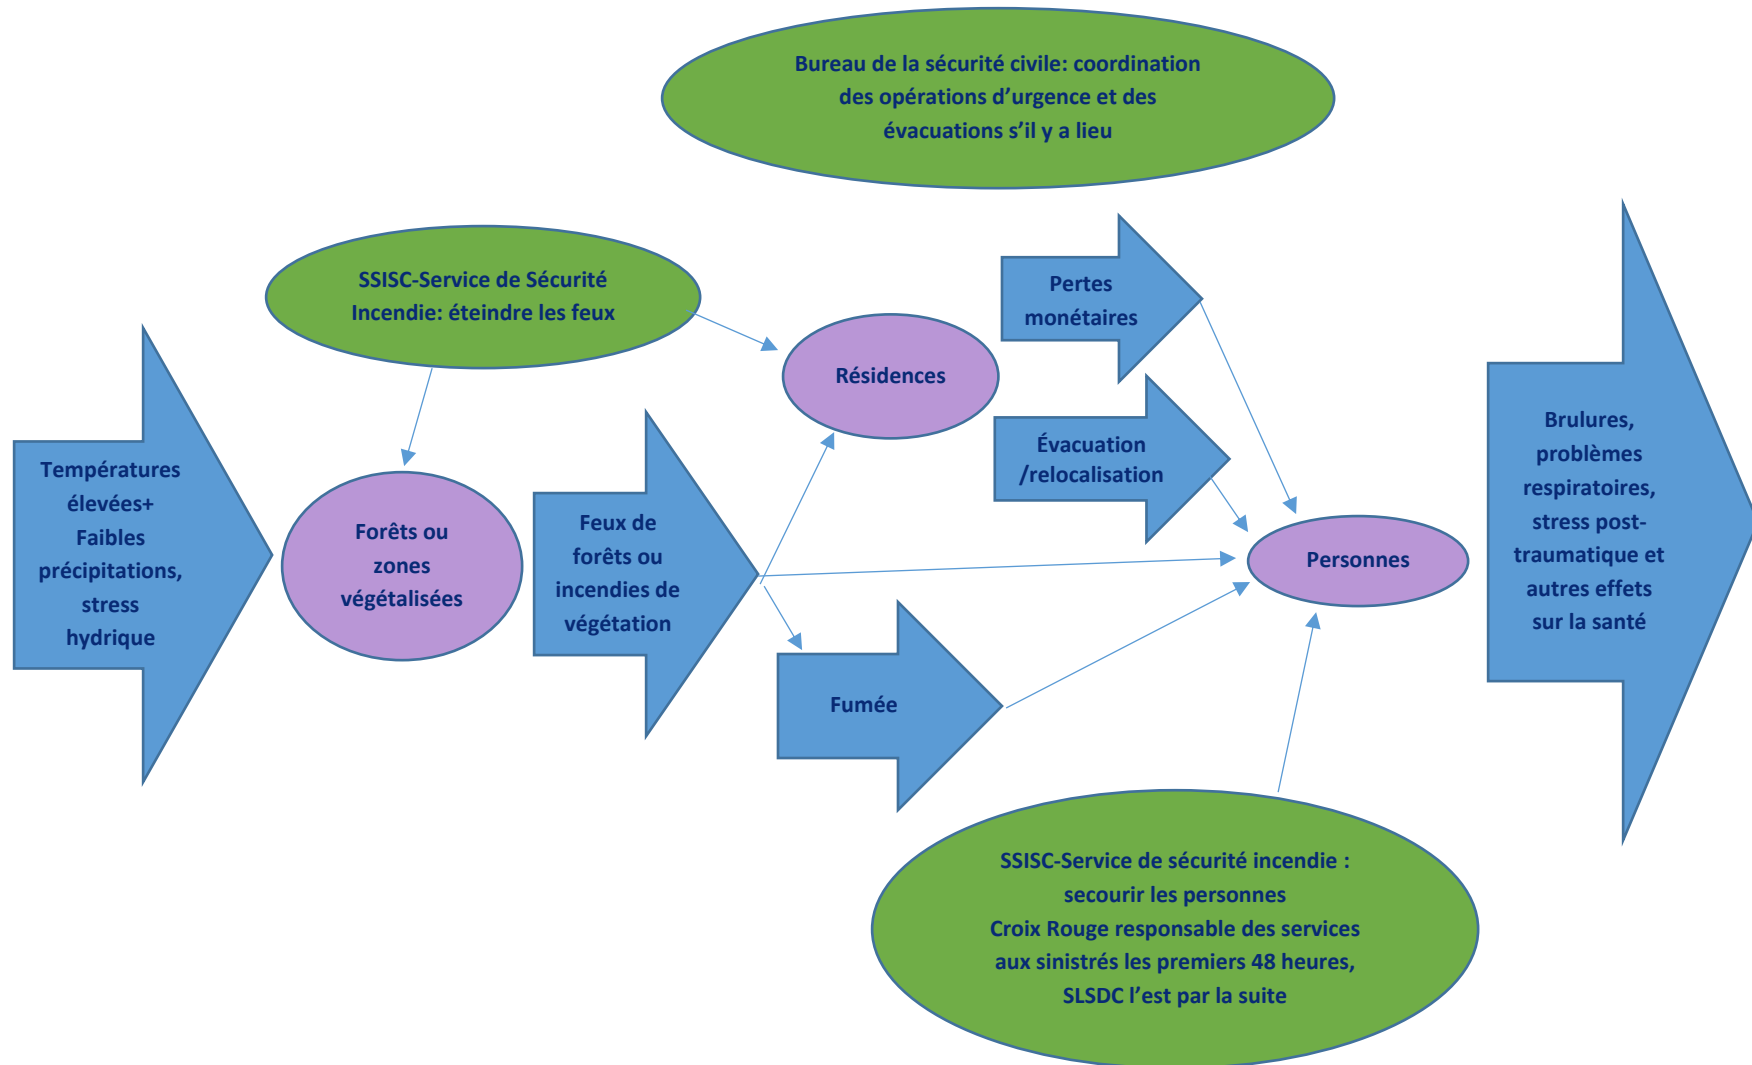 Bureau de la sécurité civile: coordination
des opérations d’urgence et des
évacuations s’il y a lieu
SSISC-Service de Sécurité
Incendie: éteindre les feux
Pertes
monétaires
Résidences
Évacuation
/relocalisation
Températures
élevées+
Faibles
précipitations,
stress
hydrique
Forêts ou
zones
végétalisées
Feux de
forêts ou
incendies de
végétation
Personnes
Brulures,
problèmes
respiratoires,
stress post-
traumatique et
autres effets
sur la santé
Fumée
SSISC-Service de sécurité incendie :
secourir les personnes
Croix Rouge responsable des services
aux sinistrés les premiers 48 heures,
SLSDC l’est par la suite